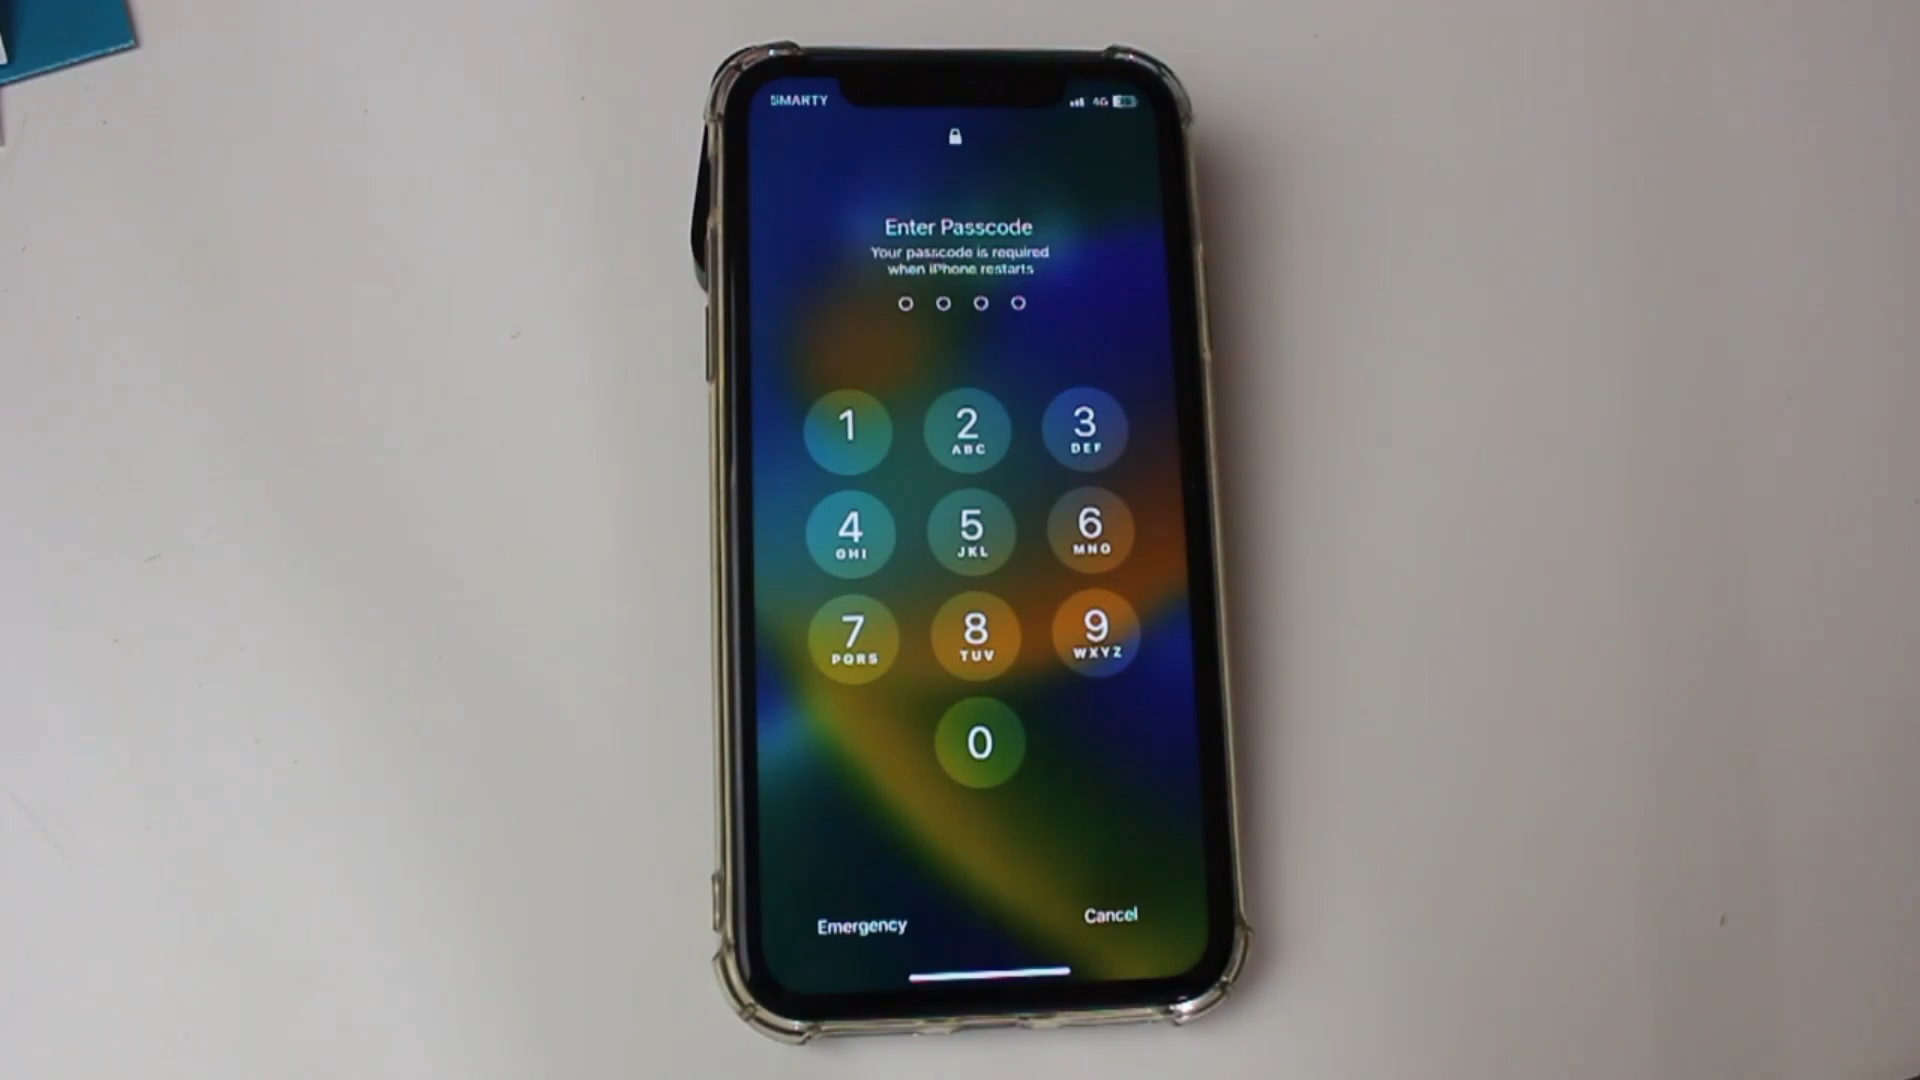 SMARTY 4G
Enter Passcode
Your passcode is required
when iPhone restarts
1 2 3
ABC DEF
4 5 6
GHI JKL MNO
7 8 9
PQRS TUV WXYZ
0
Emergency Cancel